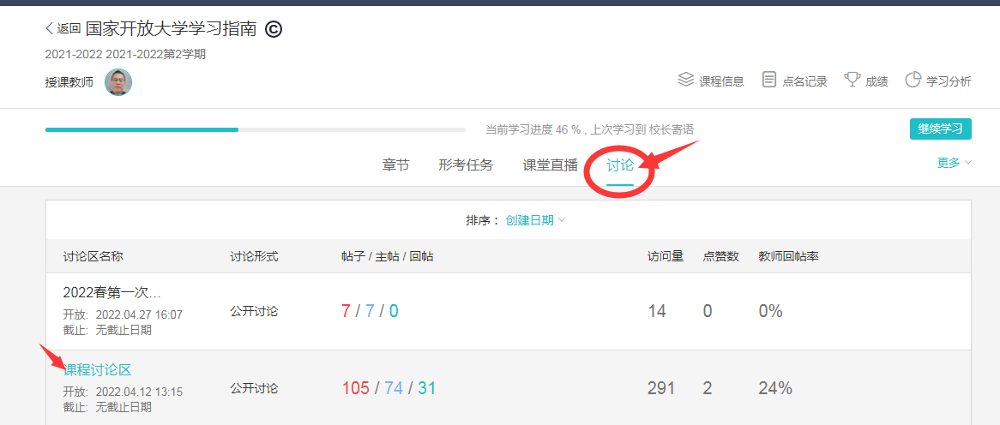 返回 国家开放大学学习指南 ©
2021-2022 2021-2022第2学期
授课教师
课程信息 点名记录 成绩 学习分析
当前学习进度 46 % , 上次学习到 校长寄语 继续学习
章节 形考任务 课堂直播 讨论 更多
排序： 创建日期
讨论区名称 讨论形式 帖子 / 主帖 / 回帖 访问量 点赞数 教师回帖率
2022春第一次...
开放: 2022.04.27 16:07
截止: 无截止日期
公开讨论 7 / 7 / 0 14 0 0%
课程讨论区
开放: 2022.04.12 13:15
截止: 无截止日期
公开讨论 105 / 74 / 31 291 2 24%